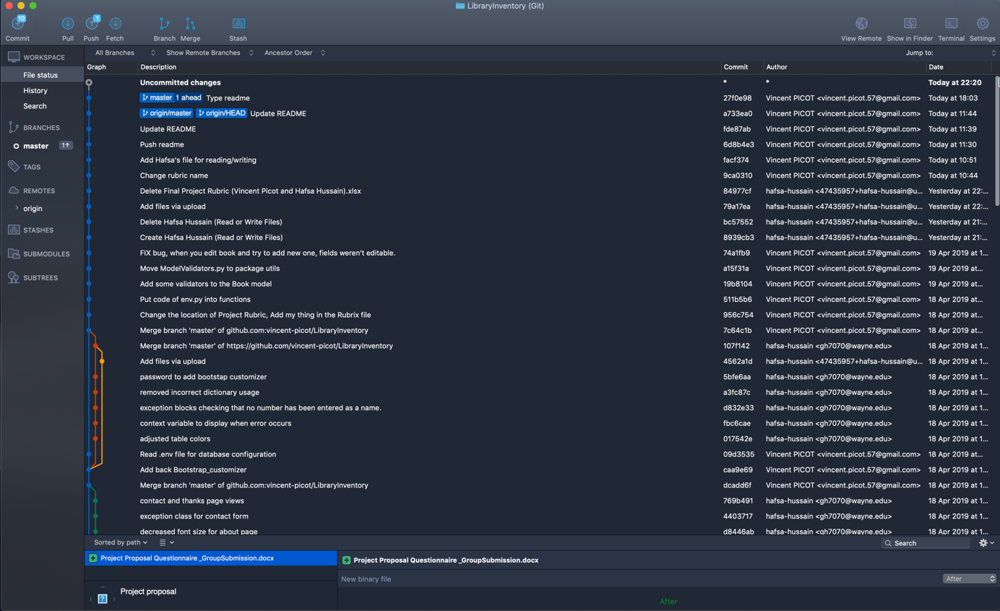 LibraryInventory (Git)
10 1
Commit Pull Push Fetch Branch Merge Stash View Remote Show in Finder Terminal Settings
WORKSPACE
File status
History
Search
BRANCHES
master 1↑
TAGS
REMOTES
origin
STASHES
SUBMODULES
SUBTREES
All Branches Show Remote Branches Ancestor Order Jump to:
Graph Description Commit Author Date
Uncommitted changes * * Today at 22:20
master 1 ahead Type readme 27f0e98 Vincent PICOT <vincent.picot.57@gmail.com> Today at 18:03
origin/master origin/HEAD Update README a733ea0 Vincent PICOT <vincent.picot.57@gmail.com> Today at 11:44
Update README fde87ab Vincent PICOT <vincent.picot.57@gmail.com> Today at 11:39
Push readme 6d8b4e3 Vincent PICOT <vincent.picot.57@gmail.com> Today at 11:30
Add Hafsa's file for reading/writing facf374 Vincent PICOT <vincent.picot.57@gmail.com> Today at 10:51
Change rubric name 9ca0310 Vincent PICOT <vincent.picot.57@gmail.com> Today at 10:44
Delete Final Project Rubric (Vincent Picot and Hafsa Hussain).xlsx 84977cf hafsa-hussain <47435957+hafsa-hussain@u... Yesterday at 22:...
Add files via upload 79a17ea hafsa-hussain <47435957+hafsa-hussain@u... Yesterday at 22:...
Delete Hafsa Hussain (Read or Write Files) bc57552 hafsa-hussain <47435957+hafsa-hussain@u... Yesterday at 21:...
Create Hafsa Hussain (Read or Write Files) 8939cb3 hafsa-hussain <47435957+hafsa-hussain@u... Yesterday at 21:...
FIX bug, when you edit book and try to add new one, fields weren't editable. 74a1fb9 Vincent PICOT <vincent.picot.57@gmail.com> 19 Apr 2019 at 1...
Move ModelValidators.py to package utils a15f31a Vincent PICOT <vincent.picot.57@gmail.com> 19 Apr 2019 at...
Add some validators to the Book model 19b8104 Vincent PICOT <vincent.picot.57@gmail.com> 19 Apr 2019 at...
Put code of env.py into functions 511b5b6 Vincent PICOT <vincent.picot.57@gmail.com> 18 Apr 2019 at...
Change the location of Project Rubric, Add my thing in the Rubrix file 956c754 Vincent PICOT <vincent.picot.57@gmail.com> 18 Apr 2019 at...
Merge branch 'master' of github.com:vincent-picot/LibraryInventory 7c64c1b Vincent PICOT <vincent.picot.57@gmail.com> 18 Apr 2019 at...
Merge branch 'master' of https://github.com/vincent-picot/LibraryInventory 107f142 hafsa-hussain <gh7070@wayne.edu> 18 Apr 2019 at 1...
Add files via upload 4562a1d hafsa-hussain <47435957+hafsa-hussain@u... 18 Apr 2019 at 1...
password to add bootstap customizer 5bfe6aa hafsa-hussain <gh7070@wayne.edu> 18 Apr 2019 at 1...
removed incorrect dictionary usage a3fc87c hafsa-hussain <gh7070@wayne.edu> 18 Apr 2019 at 1...
exception blocks checking that no number has been entered as a name. d832e33 hafsa-hussain <gh7070@wayne.edu> 18 Apr 2019 at 1...
context variable to display when error occurs fbc6cae hafsa-hussain <gh7070@wayne.edu> 18 Apr 2019 at 1...
adjusted table colors 017542e hafsa-hussain <gh7070@wayne.edu> 18 Apr 2019 at 1...
Read .env file for database configuration 09d3535 Vincent PICOT <vincent.picot.57@gmail.com> 18 Apr 2019 at...
Add back Bootstrap_customizer caa9e69 Vincent PICOT <vincent.picot.57@gmail.com> 18 Apr 2019 at 1...
Merge branch 'master' of github.com:vincent-picot/LibraryInventory dcadd6f Vincent PICOT <vincent.picot.57@gmail.com> 18 Apr 2019 at 1...
contact and thanks page views 769b491 hafsa-hussain <gh7070@wayne.edu> 18 Apr 2019 at 1...
exception class for contact form 4403717 hafsa-hussain <gh7070@wayne.edu> 18 Apr 2019 at 1...
decreased font size for about page d8446ab hafsa-hussain <gh7070@wayne.edu> 18 Apr 2019 at 1...
Sorted by path Search
Project Proposal Questionnaire _GroupSubmission.docx
Project Proposal Questionnaire _GroupSubmission.docx
New binary file After
Project proposal
?
After